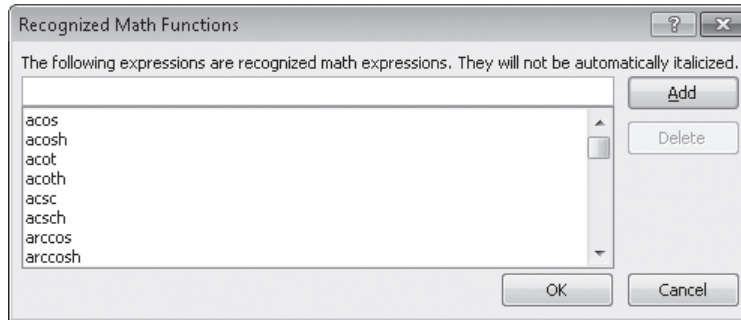 Recognized Math Functions
The following expressions are recognized math expressions. They will not be automatically italicized.
Add
acos
acosh
acot
acoth
acsc
acsch
arccos
arccosh
Delete
OK
Cancel